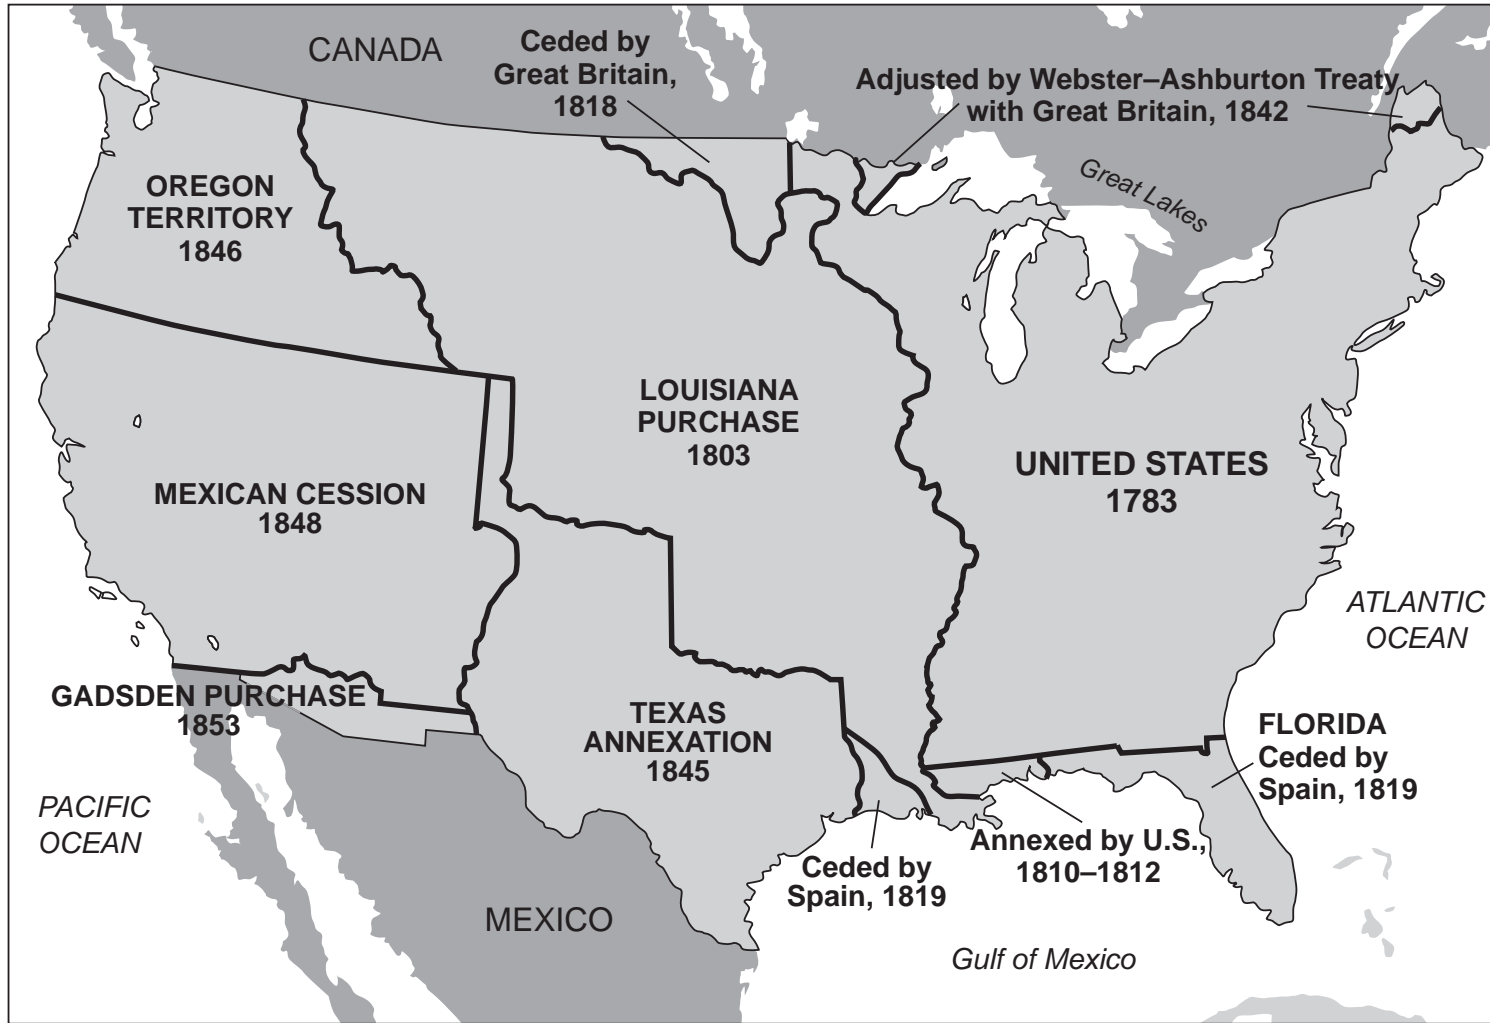 CANADA
Ceded by
Great Britain,
1818
Adjusted by Webster–Ashburton Treaty
with Great Britain, 1842
Great Lakes
OREGON
TERRITORY
1846
LOUISIANA
PURCHASE
1803
UNITED STATES
1783
MEXICAN CESSION
1848
ATLANTIC
OCEAN
GADSDEN PURCHASE
1853
TEXAS
ANNEXATION
1845
FLORIDA
Ceded by
Spain, 1819
PACIFIC
OCEAN
Annexed by U.S.,
1810–1812
Ceded by
Spain, 1819
MEXICO
Gulf of Mexico